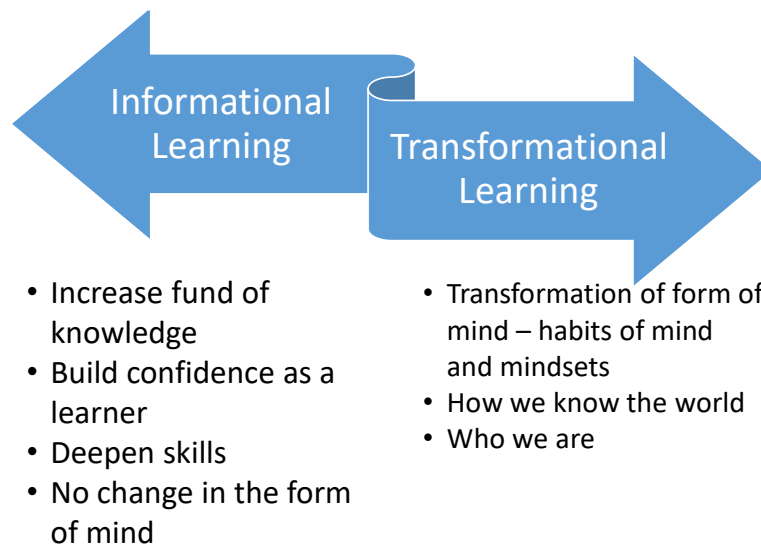 Informational
Learning
Transformational
Learning
• Increase fund of
knowledge
• Build confidence as a
learner
• Deepen skills
• No change in the form
of mind
• Transformation of form of
mind – habits of mind
and mindsets
• How we know the world
• Who we are